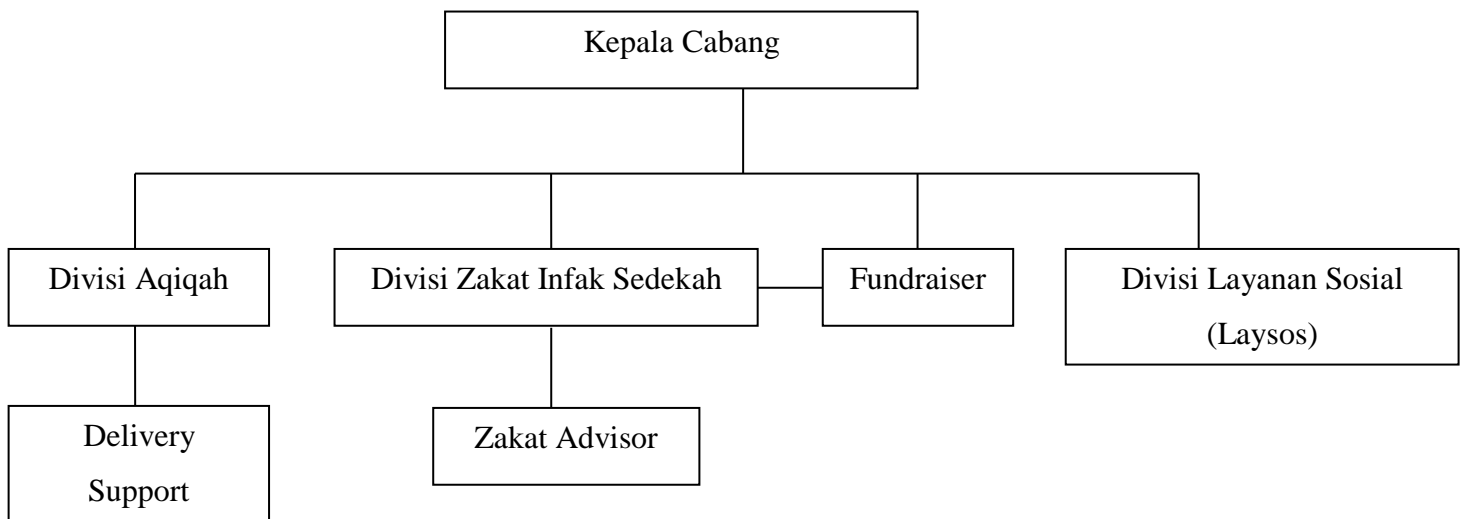 Kepala Cabang
Divisi Aqiqah
Divisi Zakat Infak Sedekah
Fundraiser
Divisi Layanan Sosial
(Laysos)
Delivery
Support
Zakat Advisor